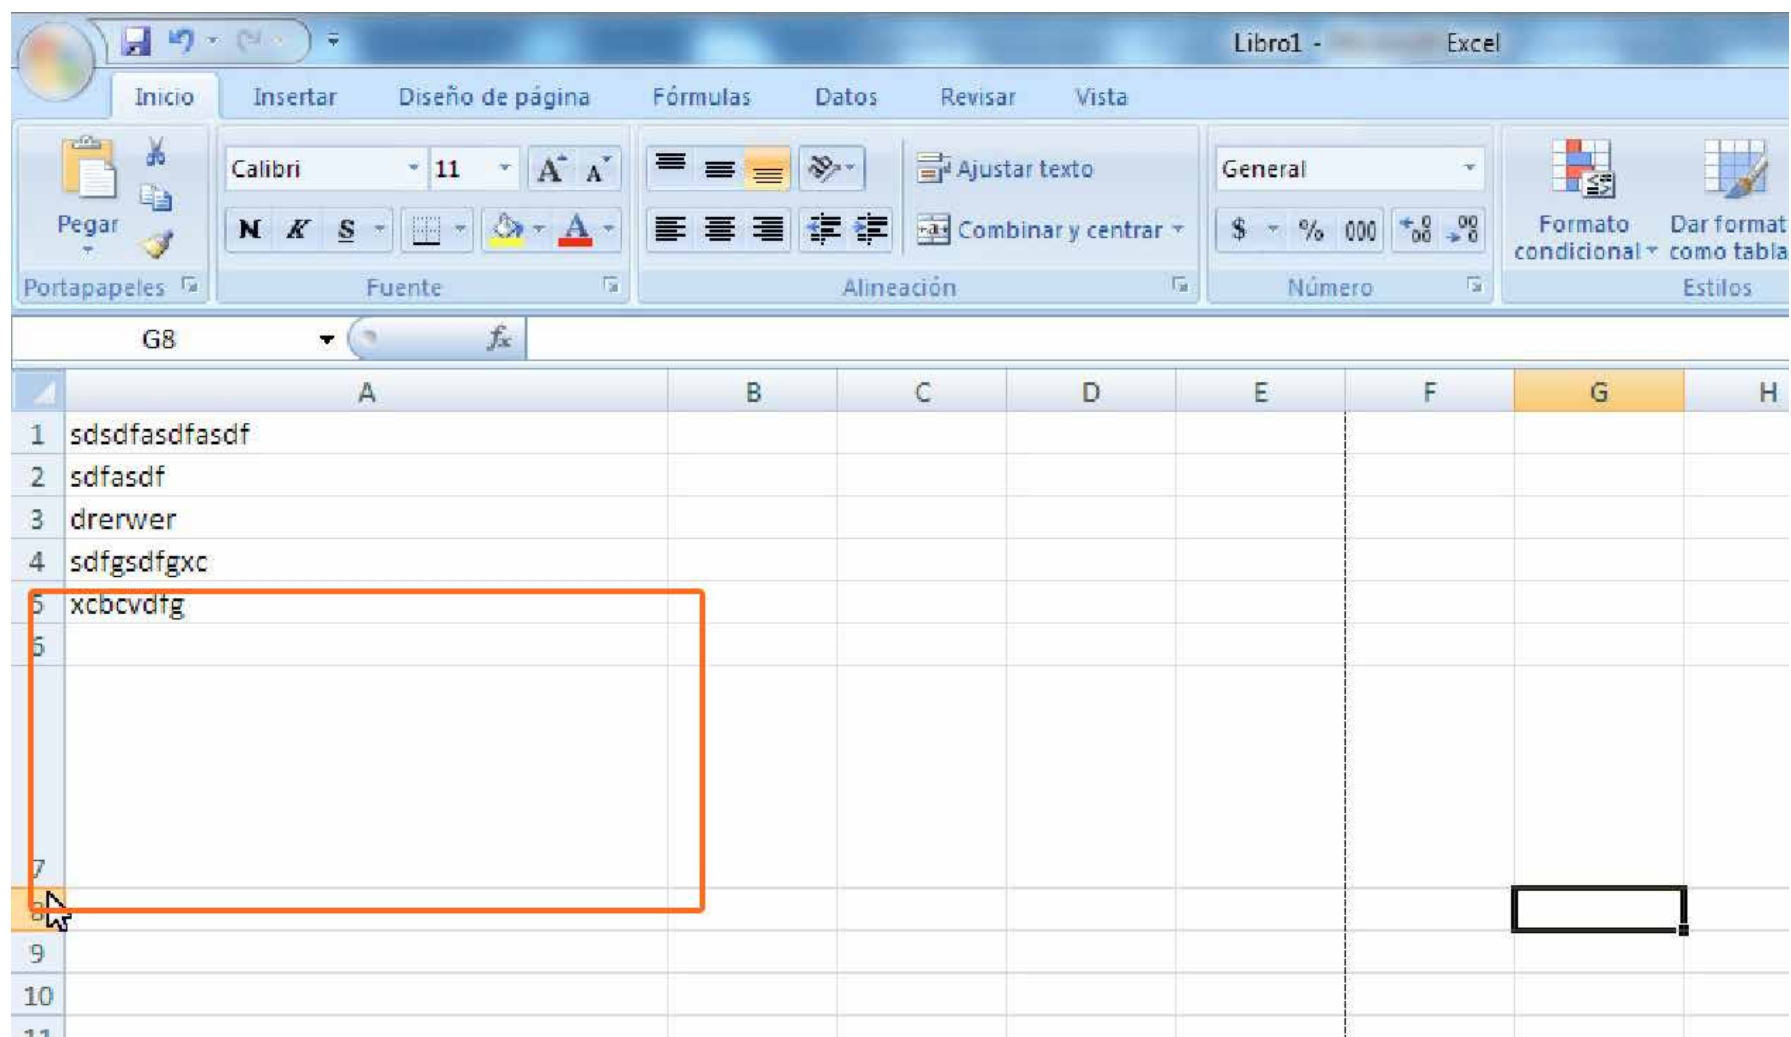 Libro1 - Excel
Inicio Insertar Diseño de página Fórmulas Datos Revisar Vista
Calibri 11 A A Ajustar texto General
Pegar N K S A Combinar y centrar $ % 000 Formato condicional Dar format como tabla
Portapapeles Fuente Alineación Número Estilos
G8 fx
A B C D E F G H
1 sdsdfasdfasdf
2 sdfasdf
3 drerwer
4 sdfgsdfgxc
5 xcbcvdfg
6
7
8
9
10
11